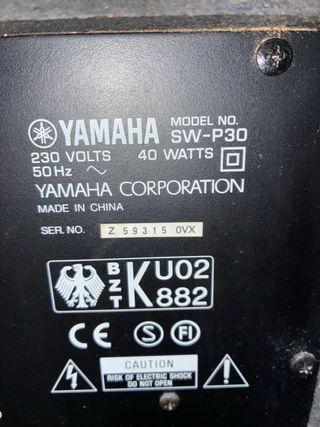 YAMAHA
MODEL NO.
SW-P30
230 VOLTS 40 WATTS
50Hz ~
YAMAHA CORPORATION
MADE IN CHINA
SER. NO. Z 59315 0VX
BZT K U02 882
CE S FI
CAUTION
RISK OF ELECTRIC SHOCK
DO NOT OPEN